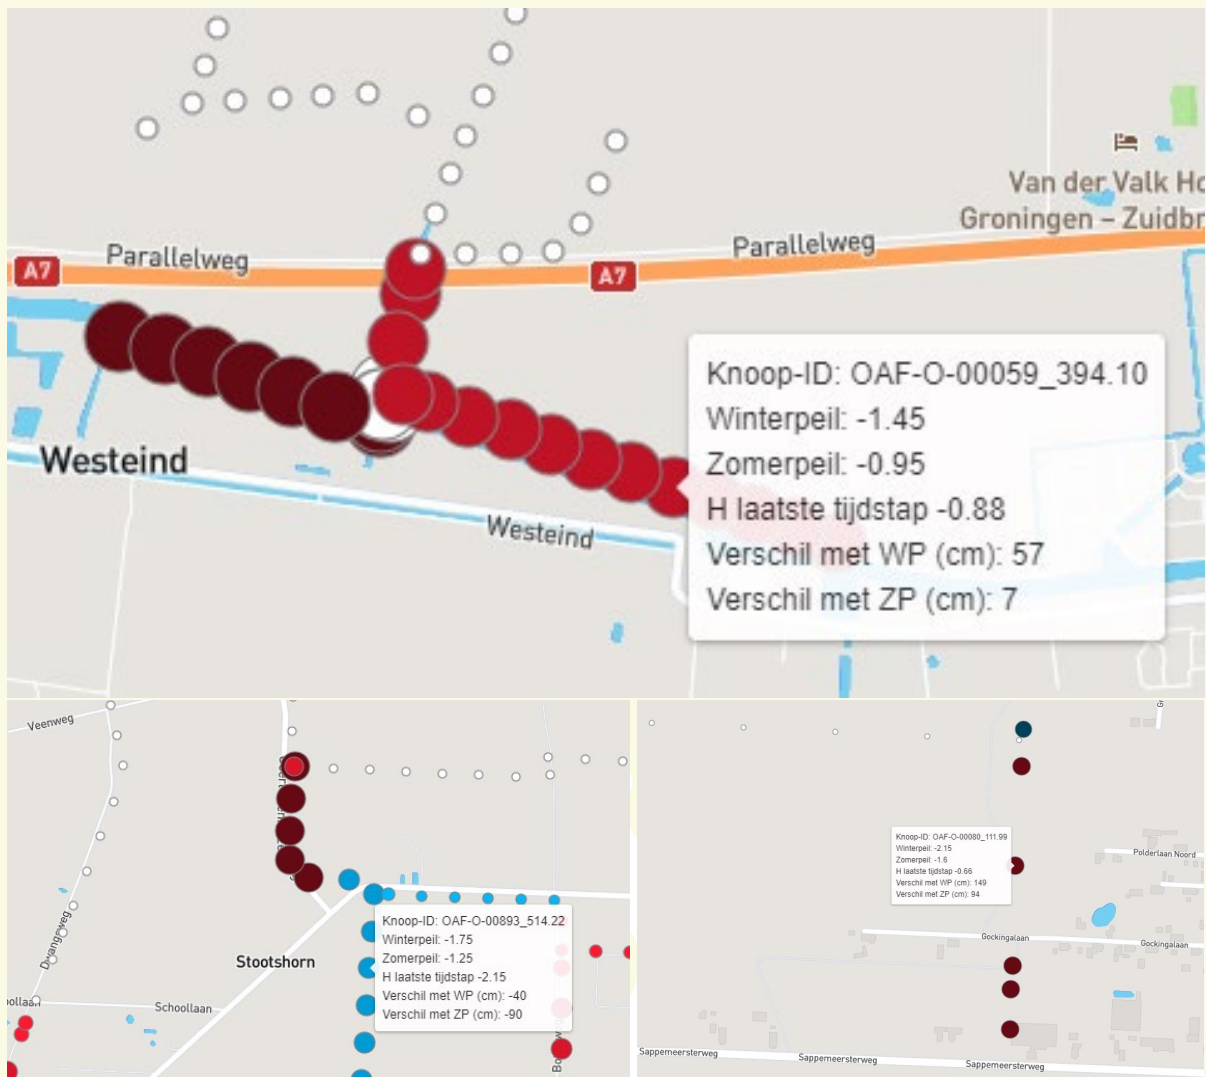 Van der Valk Ho
Groningen – Zuidbr
Parallelweg
Parallelweg
A7
A7
Westeind
Westeind
Knoop-ID: OAF-O-00059_394.10
Winterpeil: -1.45
Zomerpeil: -0.95
H laatste tijdstap -0.88
Verschil met WP (cm): 57
Verschil met ZP (cm): 7
Veenweg
Dwangsweg
Stootshorn
Schoollaan
oollaan
Knoop-ID: OAF-O-00893_514.22
Winterpeil: -1.75
Zomerpeil: -1.25
H laatste tijdstap -2.15
Verschil met WP (cm): -40
Verschil met ZP (cm): -90
Knoop-ID: OAF-O-00080_111.99
Winterpeil: -2.15
Zomerpeil: -1.6
H laatste tijdstap -0.66
Verschil met WP (cm): 149
Verschil met ZP (cm): 94
Polderlaan Noord
Gockingalaan
Gockingalaan
Sappemeersterweg
Sappemeersterweg
Sappemeersterweg